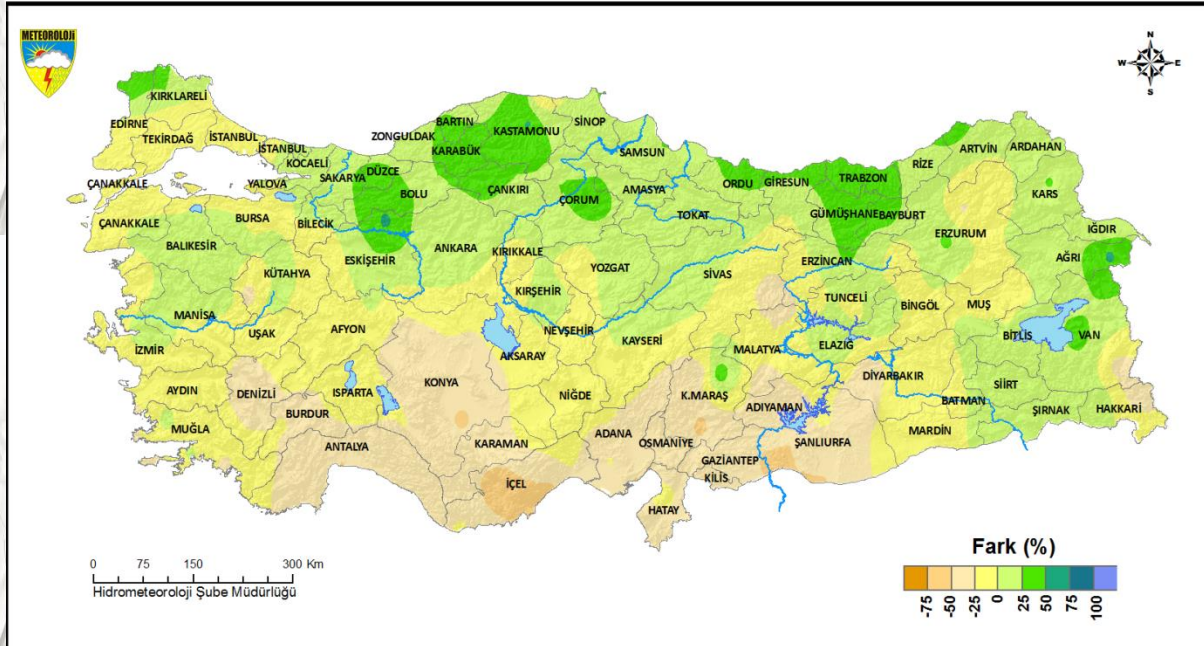 METEOROLOJİ
N
W
E
S
KIRKLARELİ
EDİRNE
TEKİRDAĞ
İSTANBUL
İSTANBUL
KOCAELİ
ZONGULDAK
BARTIN
KASTAMONU
SİNOP
KARABÜK
SAMSUN
ARTVİN
ARDAHAN
RİZE
ÇANAKKALE
YALOVA
SAKARYA
DÜZCE
BOLU
ÇANKIRI
ÇORUM
AMASYA
ORDU
GİRESUN
TRABZON
KARS
ÇANAKKALE
BURSA
BİLECİK
TOKAT
GÜMÜŞHANE
BAYBURT
ERZURUM
IĞDIR
BALIKESİR
ESKİŞEHİR
ANKARA
KIRIKKALE
YOZGAT
SİVAS
ERZİNCAN
AĞRI
KÜTAHYA
KIRŞEHİR
TUNCELİ
BİNGÖL
MUŞ
MANİSA
UŞAK
AFYON
NEVŞEHİR
KAYSERİ
MALATYA
ELAZIĞ
BİTLİS
VAN
İZMİR
AKSARAY
DİYARBAKIR
AYDIN
DENİZLİ
ISPARTA
KONYA
NİĞDE
K.MARAŞ
ADIYAMAN
BATMAN
SİİRT
ŞIRNAK
HAKKARİ
BURDUR
MUĞLA
ANTALYA
KARAMAN
ADANA
OSMANİYE
ŞANLIURFA
MARDİN
GAZİANTEP
KİLİS
İÇEL
HATAY
0 75 150 300 Km
Hidrometeoroloji Şube Müdürlüğü
Fark (%)
-75 -50 -25 0 25 50 75 100